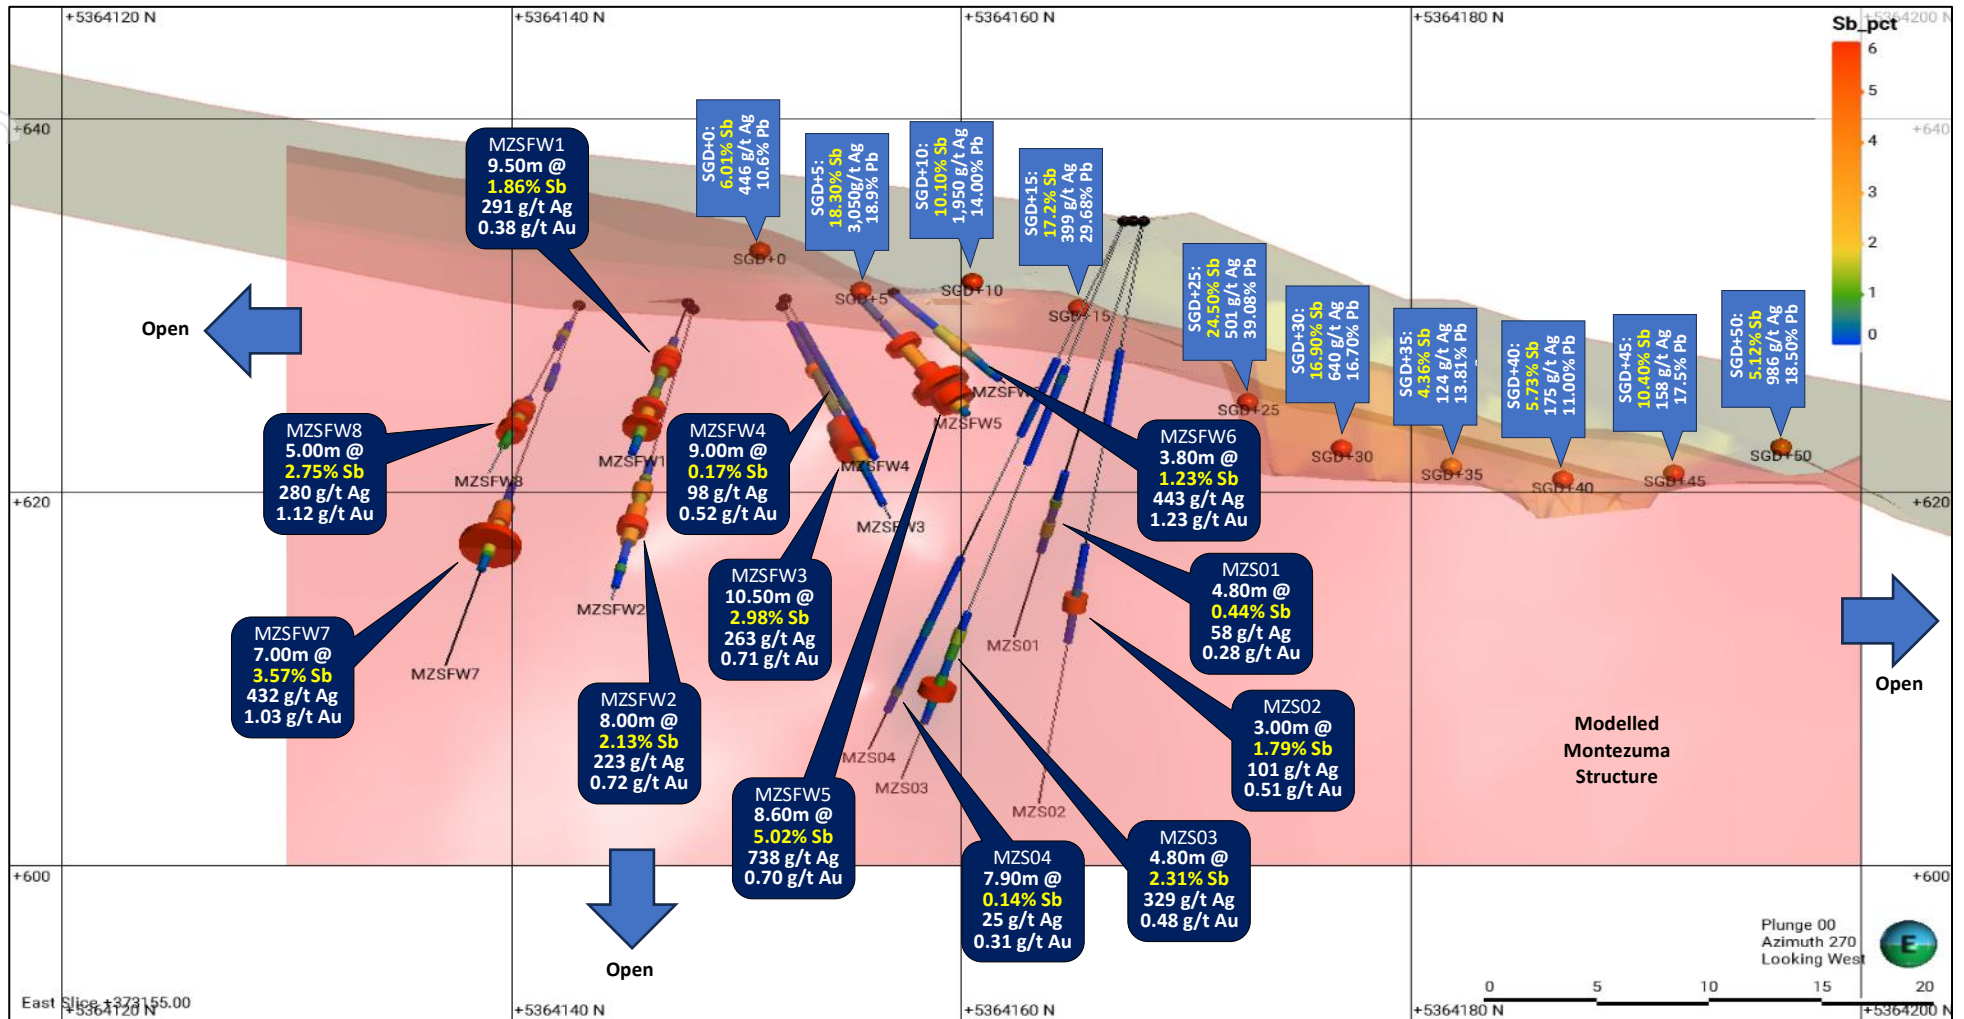 +5364120 N
+5364140 N
+5364160 N
+5364180 N
+5364200 N
Sb_pct
6
5
4
3
2
1
0
+640
+640
MZSFW1
9.50m @
1.86% Sb
291 g/t Ag
0.38 g/t Au
SGD+0:
6.01% Sb
446 g/t Ag
10.6% Pb
SGD+5:
18.30% Sb
3,050g/t Ag
18.9% Pb
SGD+10:
10.10% Sb
1,950 g/t Ag
14.00% Pb
SGD+15:
17.2% Sb
399 g/t Ag
29.68% Pb
SGD+25:
24.50% Sb
501 g/t Ag
39.08% Pb
SGD+30:
16.90% Sb
640 g/t Ag
16.70% Pb
SGD+35:
4.36% Sb
124 g/t Ag
13.81% Pb
SGD+40:
5.73% Sb
175 g/t Ag
11.00% Pb
SGD+45:
10.40% Sb
158 g/t Ag
17.5% Pb
SGD+50:
5.12% Sb
986 g/t Ag
18.50% Pb
SGD+0
SGD+5
SGD+10
SGD+15
SGD+25
SGD+30
SGD+35
SGD+40
SGD+45
SGD+50
Open
MZSFW5
MZSFW1
MZSFW8
MZSFW4
MZSFW3
MZSFW8
5.00m @
2.75% Sb
280 g/t Ag
1.12 g/t Au
MZSFW4
9.00m @
0.17% Sb
98 g/t Ag
0.52 g/t Au
MZSFW6
3.80m @
1.23% Sb
443 g/t Ag
1.23 g/t Au
+620
+620
MZSFW3
10.50m @
2.98% Sb
263 g/t Ag
0.71 g/t Au
MZS01
4.80m @
0.44% Sb
58 g/t Ag
0.28 g/t Au
MZSFW2
MZS01
MZSFW7
7.00m @
3.57% Sb
432 g/t Ag
1.03 g/t Au
MZSFW7
MZSFW2
8.00m @
2.13% Sb
223 g/t Ag
0.72 g/t Au
MZS02
3.00m @
1.79% Sb
101 g/t Ag
0.51 g/t Au
Open
Modelled
Montezuma
Structure
MZS04
MZS03
MZS02
MZSFW5
8.60m @
5.02% Sb
738 g/t Ag
0.70 g/t Au
MZS04
7.90m @
0.14% Sb
25 g/t Ag
0.31 g/t Au
MZS03
4.80m @
2.31% Sb
329 g/t Ag
0.48 g/t Au
+600
+600
Open
Plunge 00
Azimuth 270
Looking West
E
0 5 10 15 20
East Slice +373155.00
+5364120 N
+5364140 N
+5364160 N
+5364180 N
+5364200 N